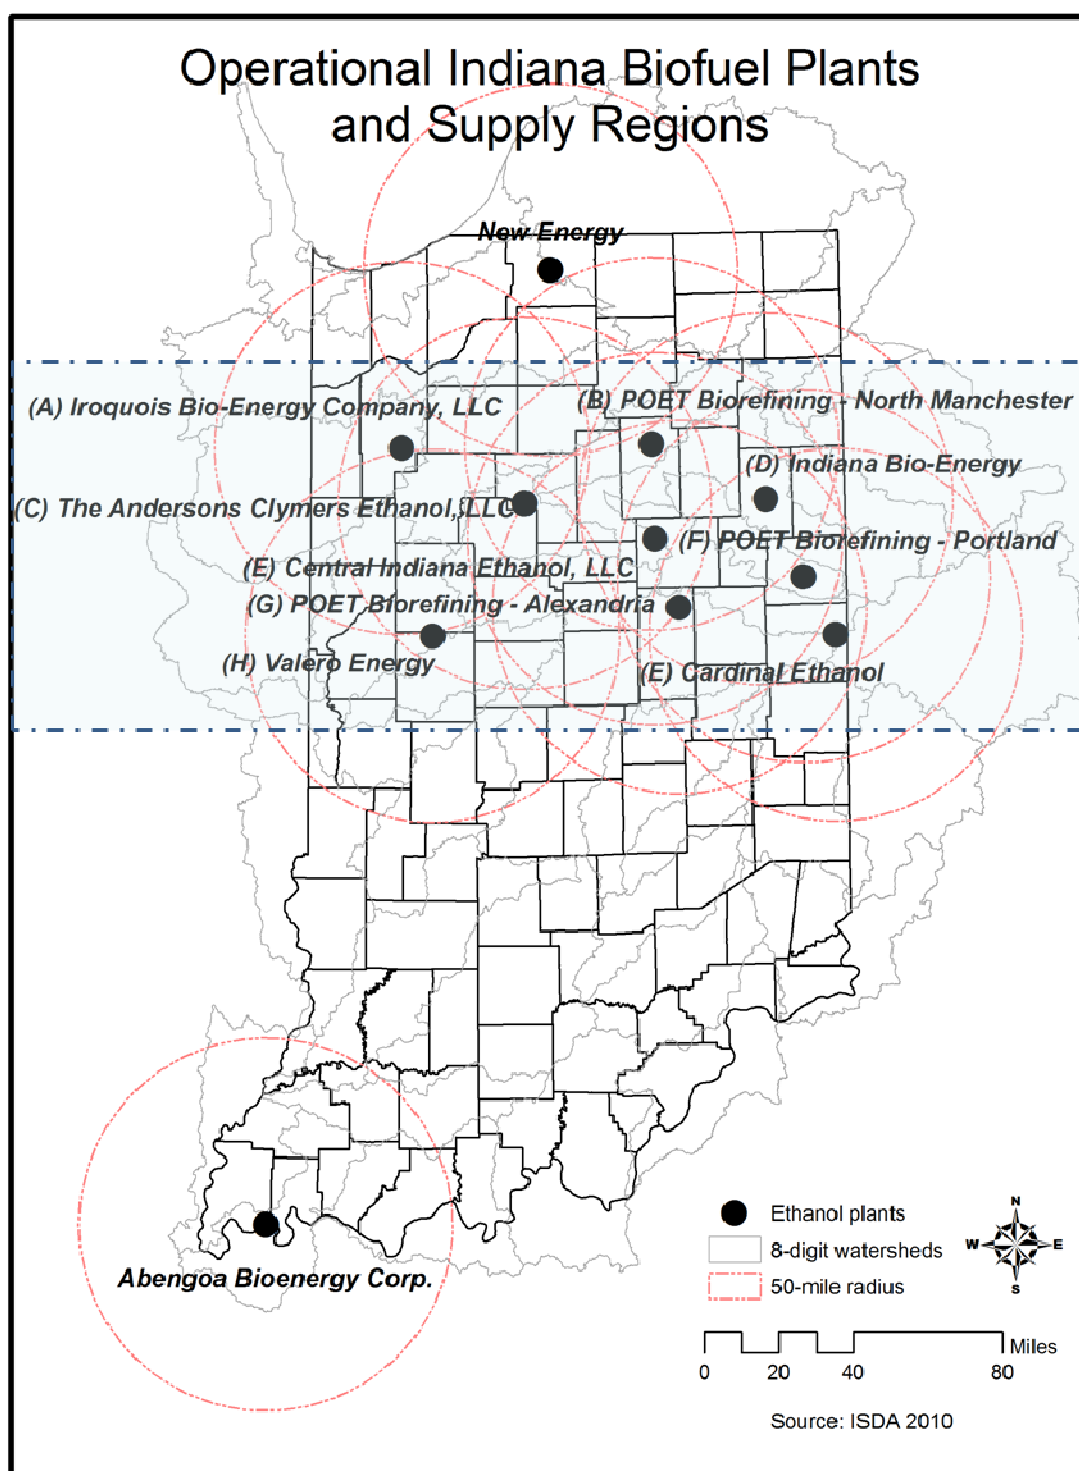 Operational Indiana Biofuel Plants
and Supply Regions
New Energy
(A) Iroquois Bio-Energy Company, LLC
(B) POET Biorefining - North Manchester
(D) Indiana Bio-Energy
(C) The Andersons Clymers Ethanol, LLC
(F) POET Biorefining - Portland
(E) Central Indiana Ethanol, LLC
(G) POET Biorefining - Alexandria
(H) Valero Energy
(E) Cardinal Ethanol
Abengoa Bioenergy Corp.
Ethanol plants
8-digit watersheds
50-mile radius
N
W E
S
Miles
0 20 40 80
Source: ISDA 2010